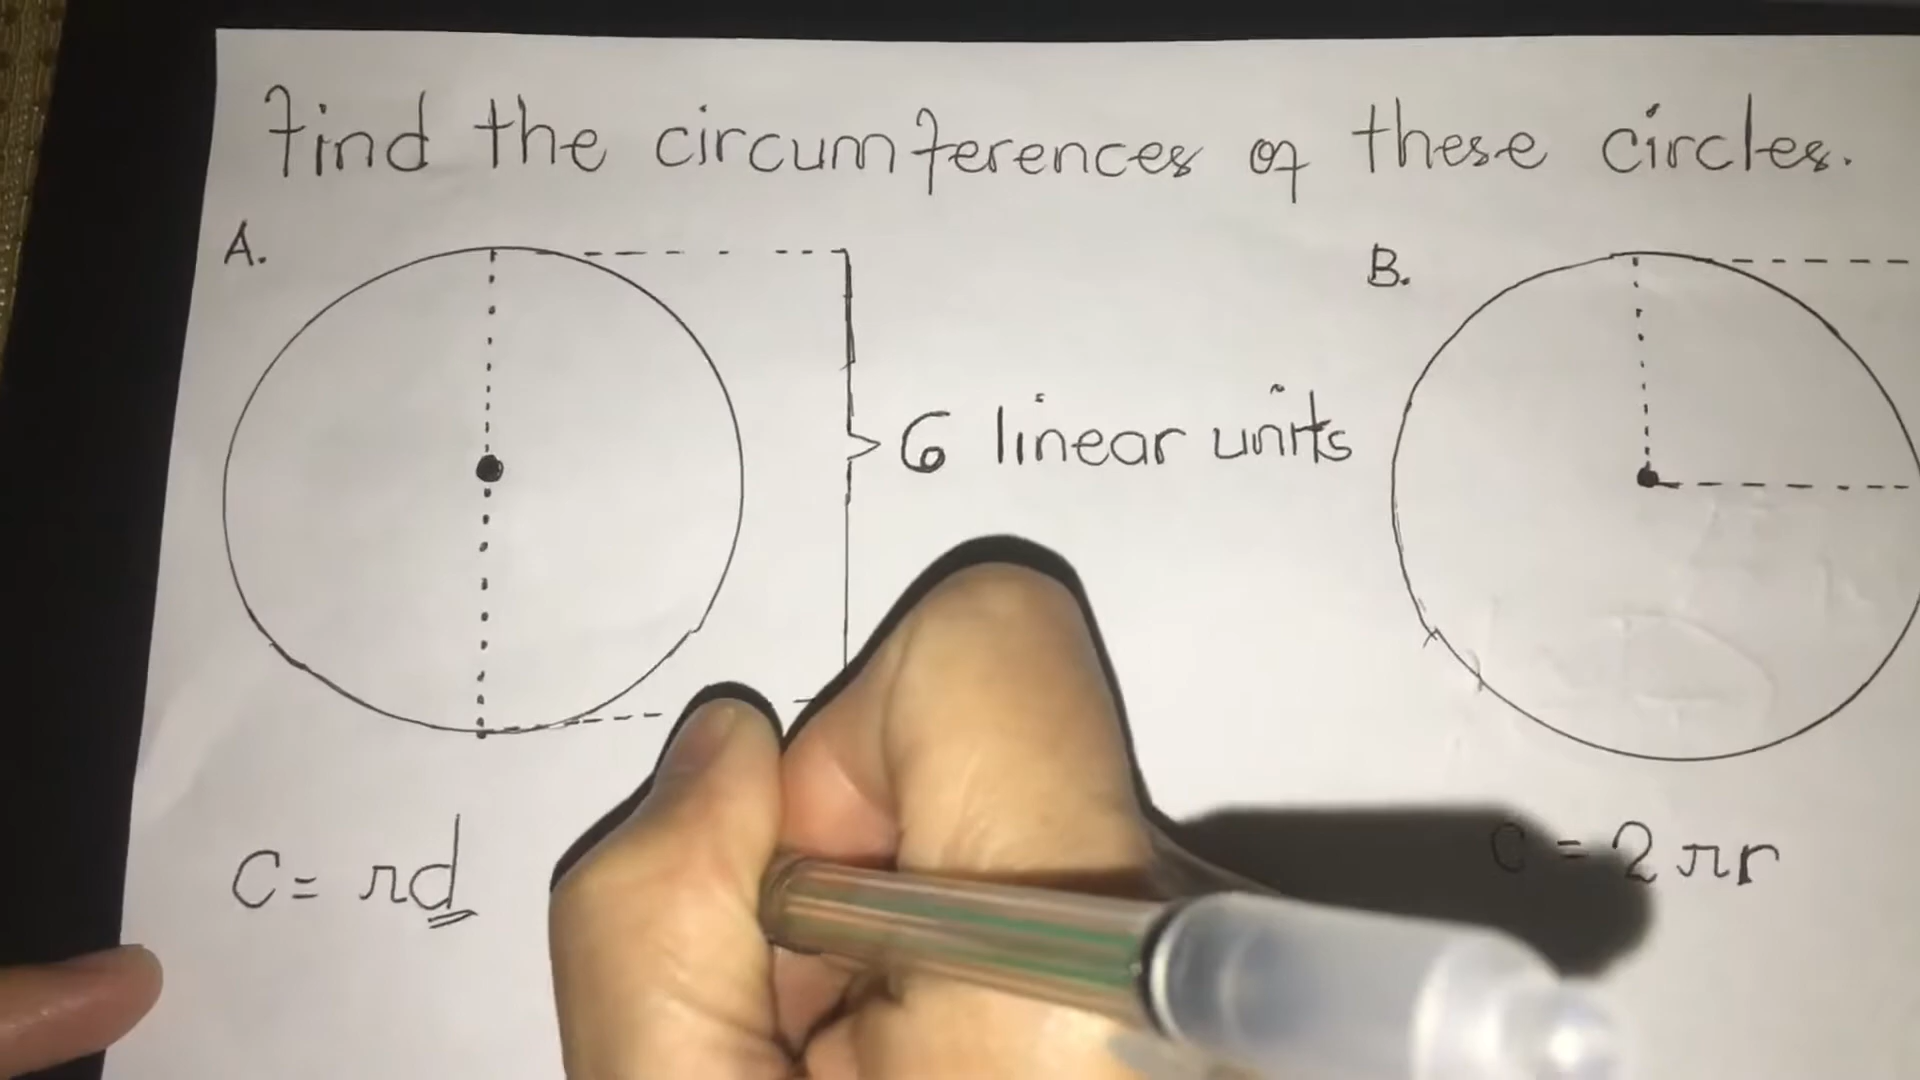 Find the circumferences of these circles.
A.
6 linear units
B.
C = πd
C = 2πr